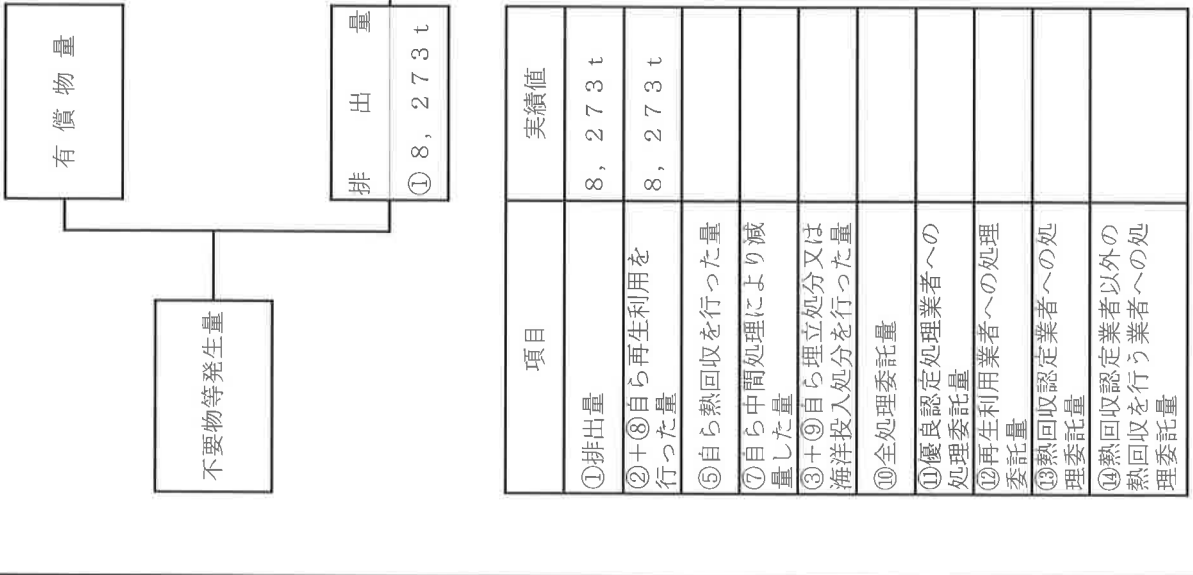 有償物量
不要物等発生量
排出量
①8,273t
項目
実績値
①排出量
8,273t
②+⑧自ら再生利用を
行った量
8,273t
⑤自ら熱回収を行った量
⑦自ら中間処理により減
量した量
③+⑨自ら埋立処分又は
海洋投入処分を行った量
⑩全処理委託量
⑪優良認定処理業者への
処理委託量
⑫再生利用業者への処理
委託量
⑬熱回収認定業者への処
理委託量
⑭熱回収認定業者以外の
熱回収を行う業者への処
理委託量